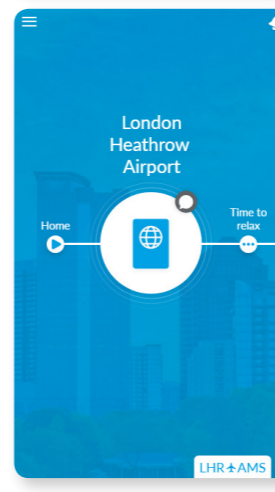 London
Heathrow
Airport
Home
Time to
relax
LHR✈AMS